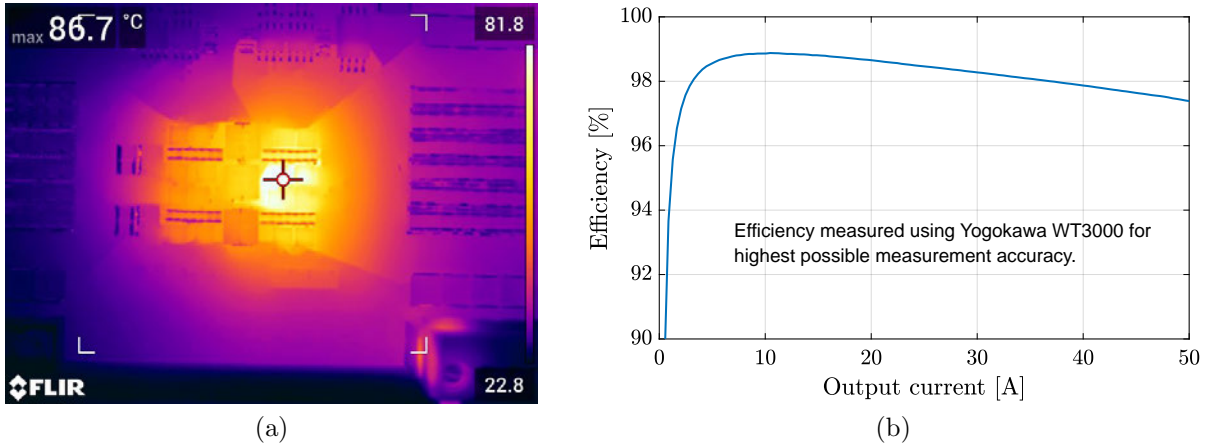 max 86.7 °C
81.8
22.8
FLIR
(a)
100
98
96
94
92
90
Efficiency [%]
Efficiency measured using Yogokawa WT3000 for
highest possible measurement accuracy.
0 10 20 30 40 50
Output current [A]
(b)